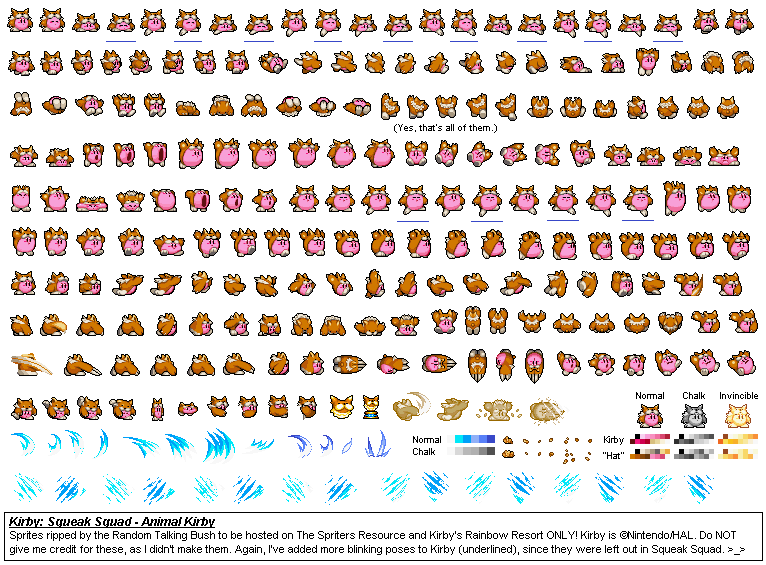 (Yes, that's all of them.)
Normal Chalk Invincible
Normal
Chalk
Kirby
"Hat"
Kirby: Squeak Squad - Animal Kirby
Sprites ripped by the Random Talking Bush to be hosted on The Spriters Resource and Kirby's Rainbow Resort ONLY! Kirby is ©Nintendo/HAL. Do NOT
give me credit for these, as I didn't make them. Again, I've added more blinking poses to Kirby (underlined), since they were left out in Squeak Squad. >_>